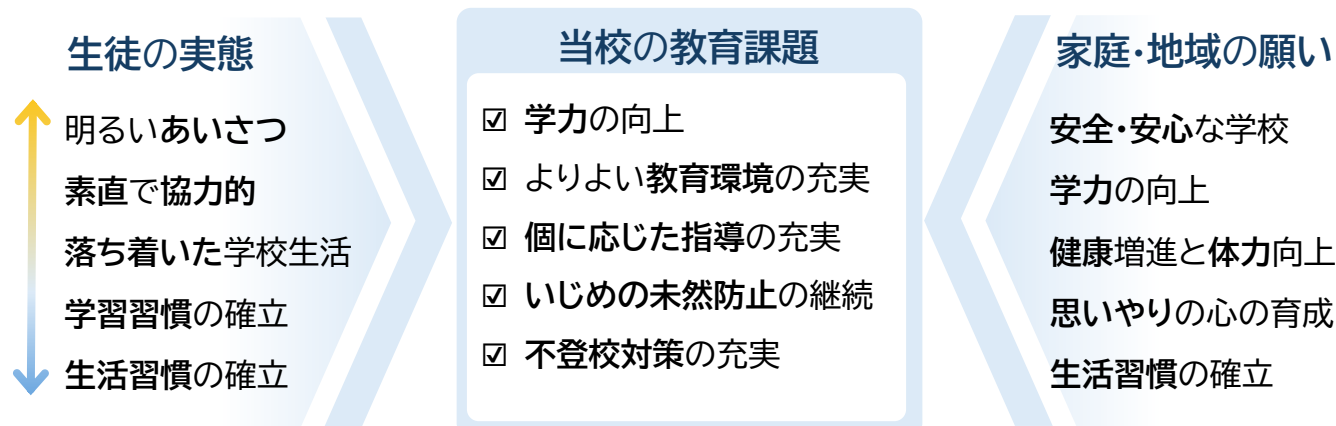 生徒の実態
明るいあいさつ
素直で協力的
落ち着いた学校生活
学習習慣の確立
生活習慣の確立
当校の教育課題
☑ 学力の向上
☑ よりよい教育環境の充実
☑ 個に応じた指導の充実
☑ いじめの未然防止の継続
☑ 不登校対策の充実
家庭・地域の願い
安全・安心な学校
学力の向上
健康増進と体力向上
思いやりの心の育成
生活習慣の確立